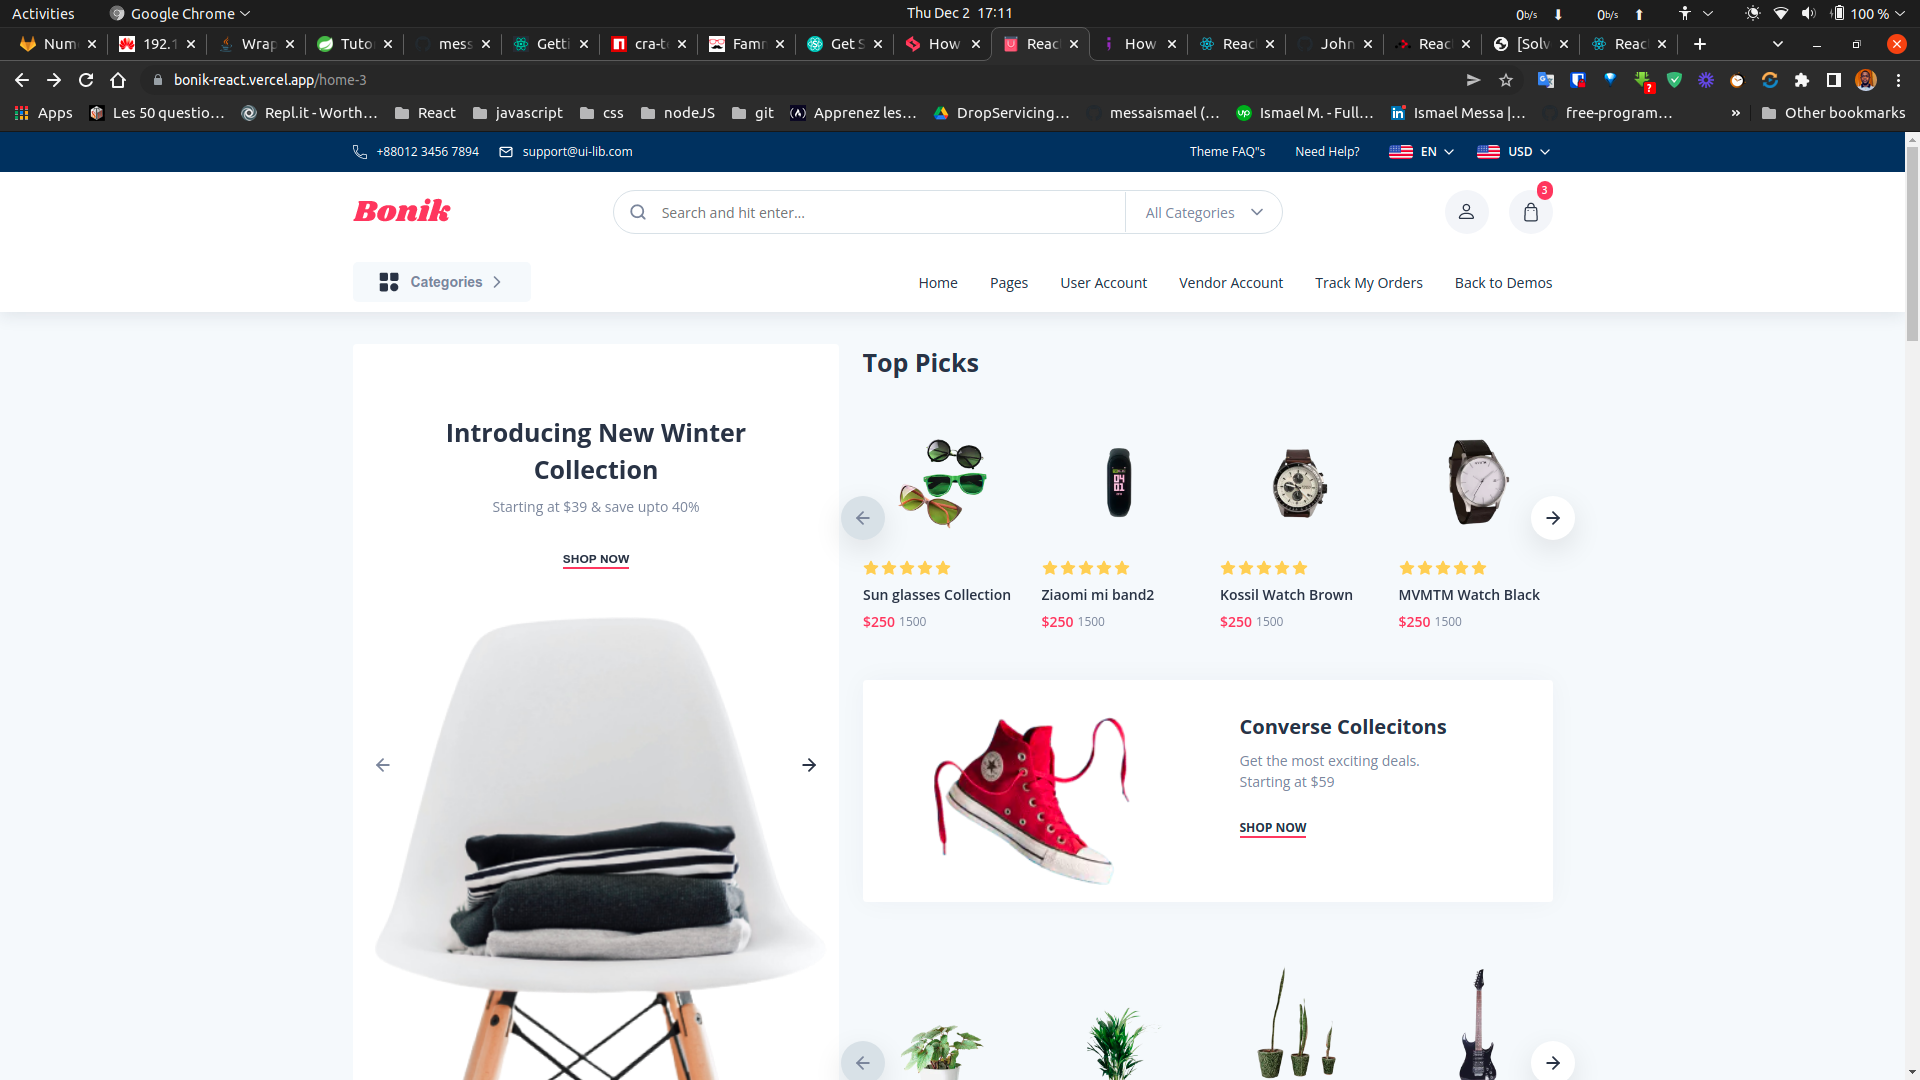 Activities Google Chrome Thu Dec 2 17:11 0b/s 0b/s 100 %
Num 192.1 Wrap Tuto mess Getti cra-t Famr Get S How Reac How Reac John Reac [Solv Reac
bonik-react.vercel.app/home-3
Apps Les 50 questio... Repl.it - Worth... React javascript css nodeJS git Apprenez les... DropServicing... messaismael (... Ismael M. - Full... Ismael Messa |... free-program... » Other bookmarks
+88012 3456 7894 support@ui-lib.com Theme FAQ"s Need Help? EN USD
Bonik Search and hit enter... All Categories 3
Categories Home Pages User Account Vendor Account Track My Orders Back to Demos
Top Picks
Introducing New Winter
Collection
Starting at $39 & save upto 40%
SHOP NOW
Sun glasses Collection Ziaomi mi band2 Kossil Watch Brown MVMTM Watch Black
$250 1500 $250 1500 $250 1500 $250 1500
Converse Collecitons
Get the most exciting deals.
Starting at $59
SHOP NOW